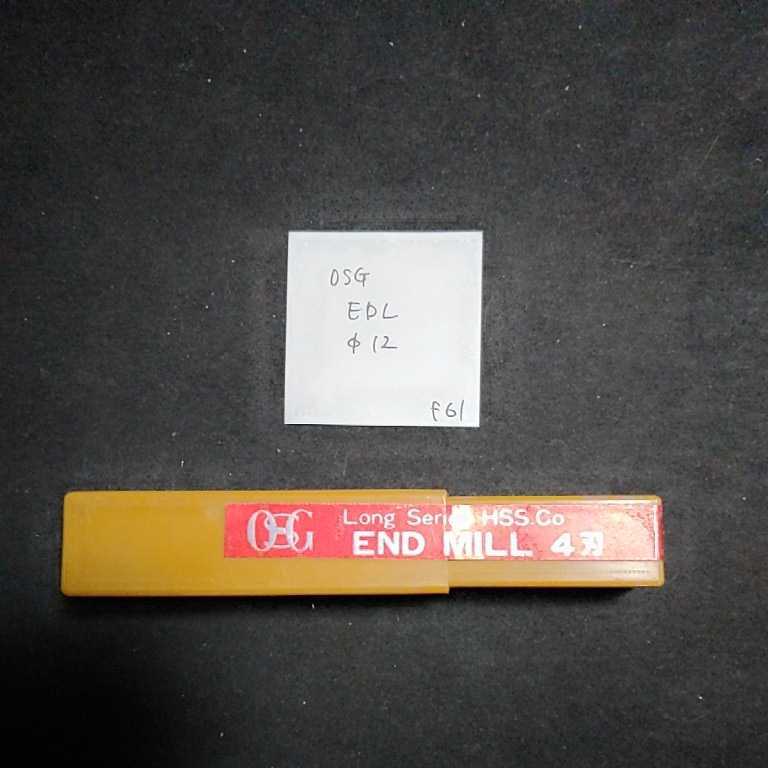 OSG
EDL
φ12
F61
OSG
Long Series HSS.Co
END MILL 4刃